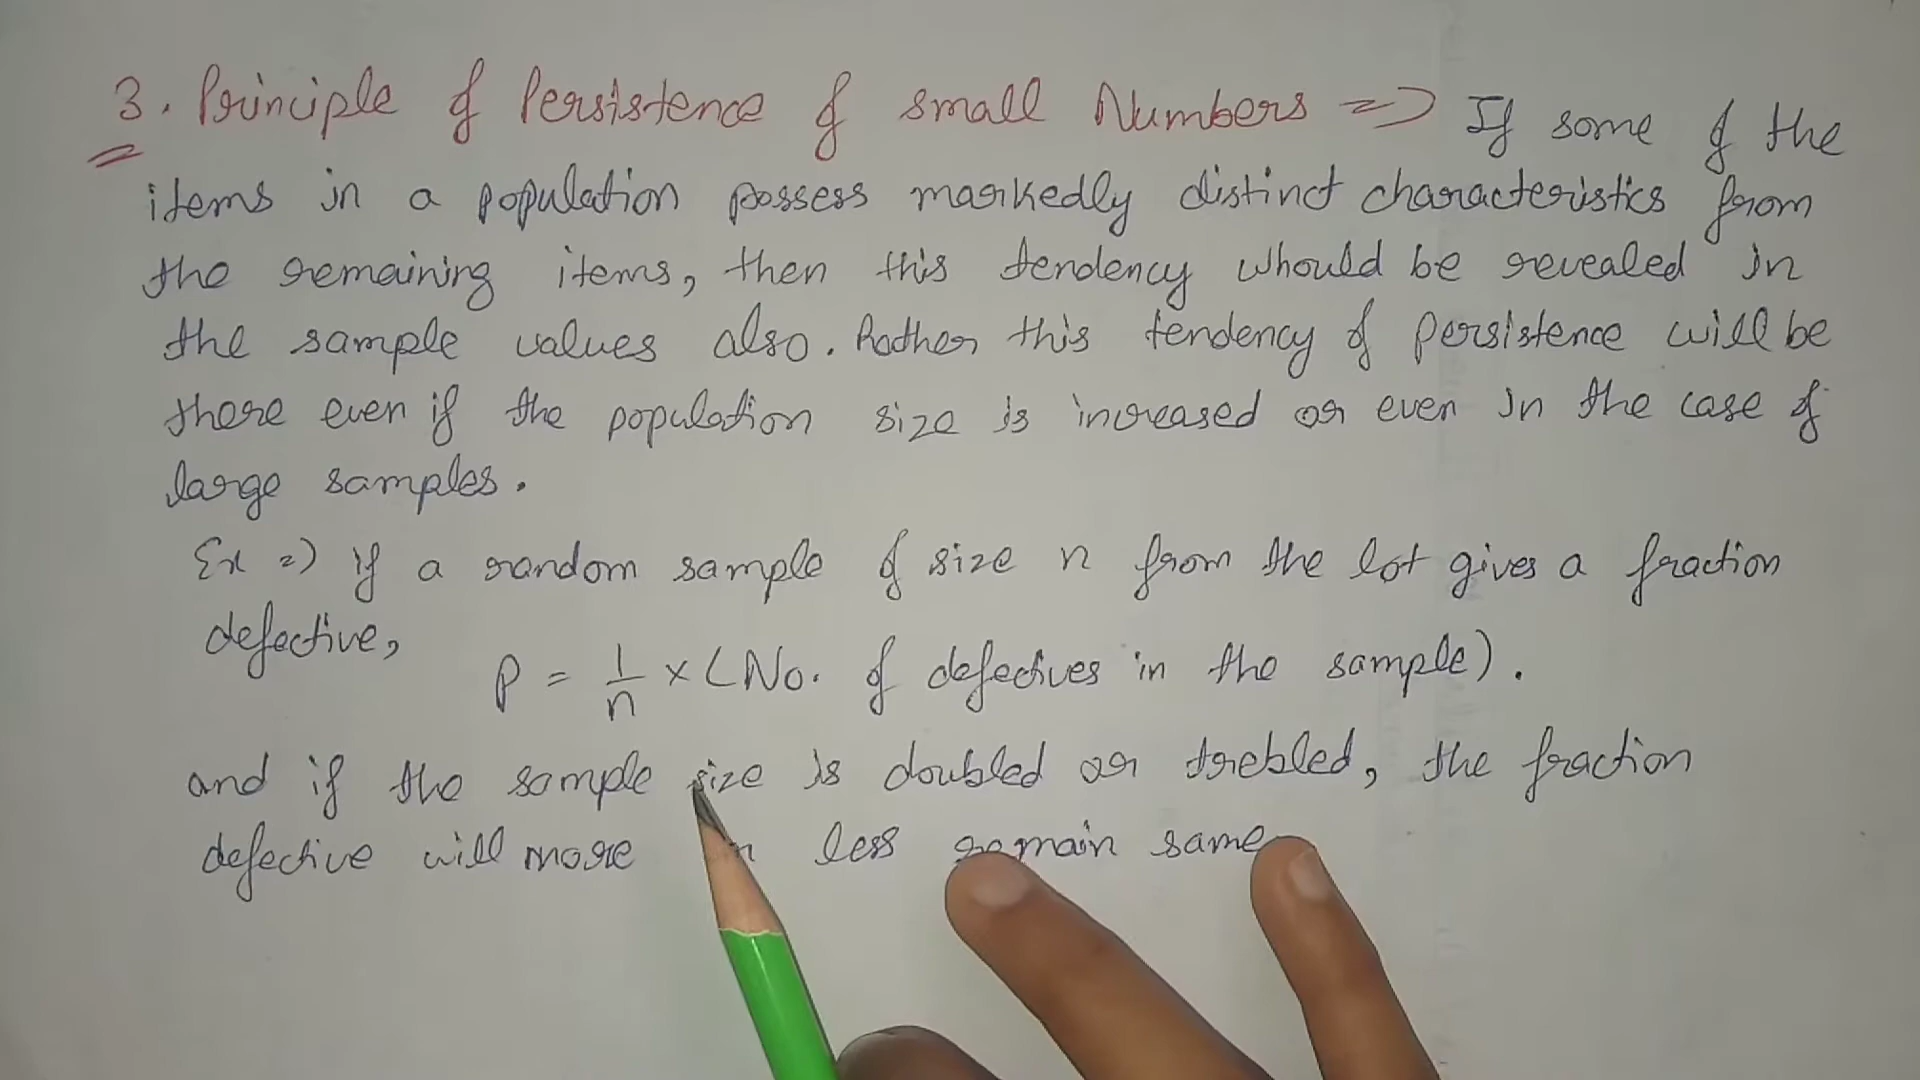 3. Principle of Persistence of small Numbers => If some of the
items in a population possess markedly distinct characteristics from
the remaining items, then this tendency whould be revealed in
the sample values also. Rather this tendency of Persistence will be
there even if the population size is increased or even in the case of
large samples.
Ex => if a random sample of size n from the lot gives a fraction
defective,
P = 1/n × (No. of defectives in the sample).
and if the sample size is doubled or trebled, the fraction
defective will more less remain same